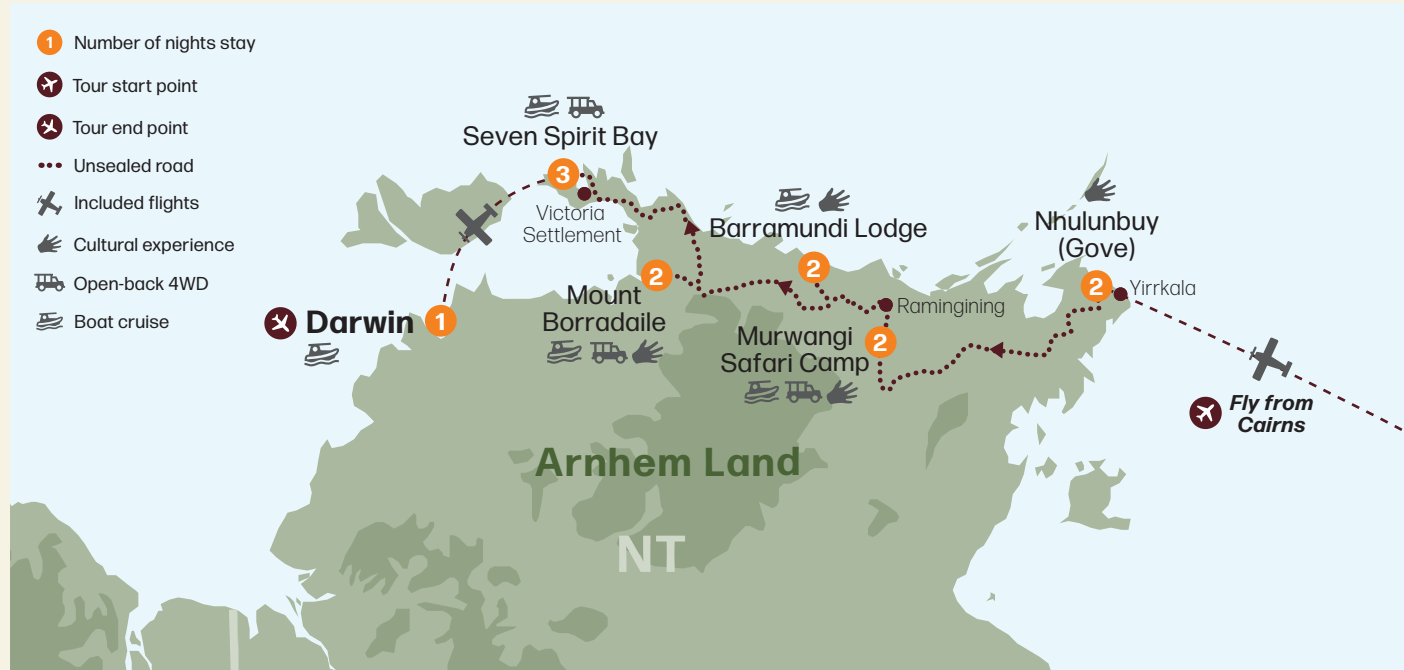 1 Number of nights stay
Tour start point
Tour end point
Unsealed road
Included flights
Cultural experience
Open-back 4WD
Boat cruise
Seven Spirit Bay
3
Victoria
Settlement
Barramundi Lodge
2
Nhulunbuy
(Gove)
2
Yirrkala
2
Mount
Borradaile
Ramingining
Darwin 1
Murwangi
Safari Camp
2
Fly from
Cairns
Arnhem Land
NT